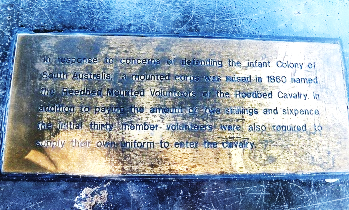 In response to concerns of defending the infant Colony of
South Australia, a mounted corps was raised in 1860 named
the Reedbed Mounted Volunteers or the Reedbed Cavalry. In
addition to paying the amount of five shillings and sixpence
the initial thirty member volunteers were also required to
supply their own uniform to enter the cavalry.